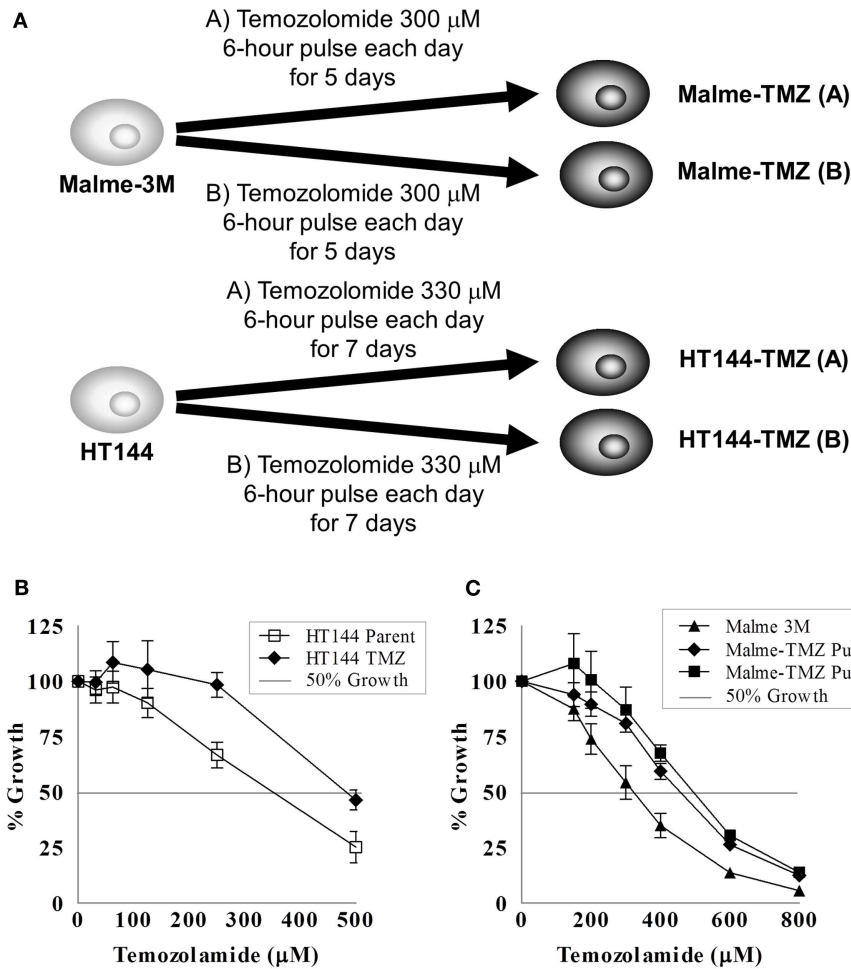 A
A) Temozolomide 300 μM
6-hour pulse each day
for 5 days
Malme-3M
Malme-TMZ (A)
Malme-TMZ (B)
B) Temozolomide 300 μM
6-hour pulse each day
for 5 days
A) Temozolomide 330 μM
6-hour pulse each day
for 7 days
HT144
HT144-TMZ (A)
HT144-TMZ (B)
B) Temozolomide 330 μM
6-hour pulse each day
for 7 days
B
HT144 Parent
HT144 TMZ
50% Growth
% Growth
125
100
75
50
25
0
0 100 200 300 400 500
Temozolamide (μM)
C
Malme 3M
Malme-TMZ Pu
Malme-TMZ Pu
50% Growth
% Growth
125
100
75
50
25
0
0 200 400 600 800
Temozolamide (μM)